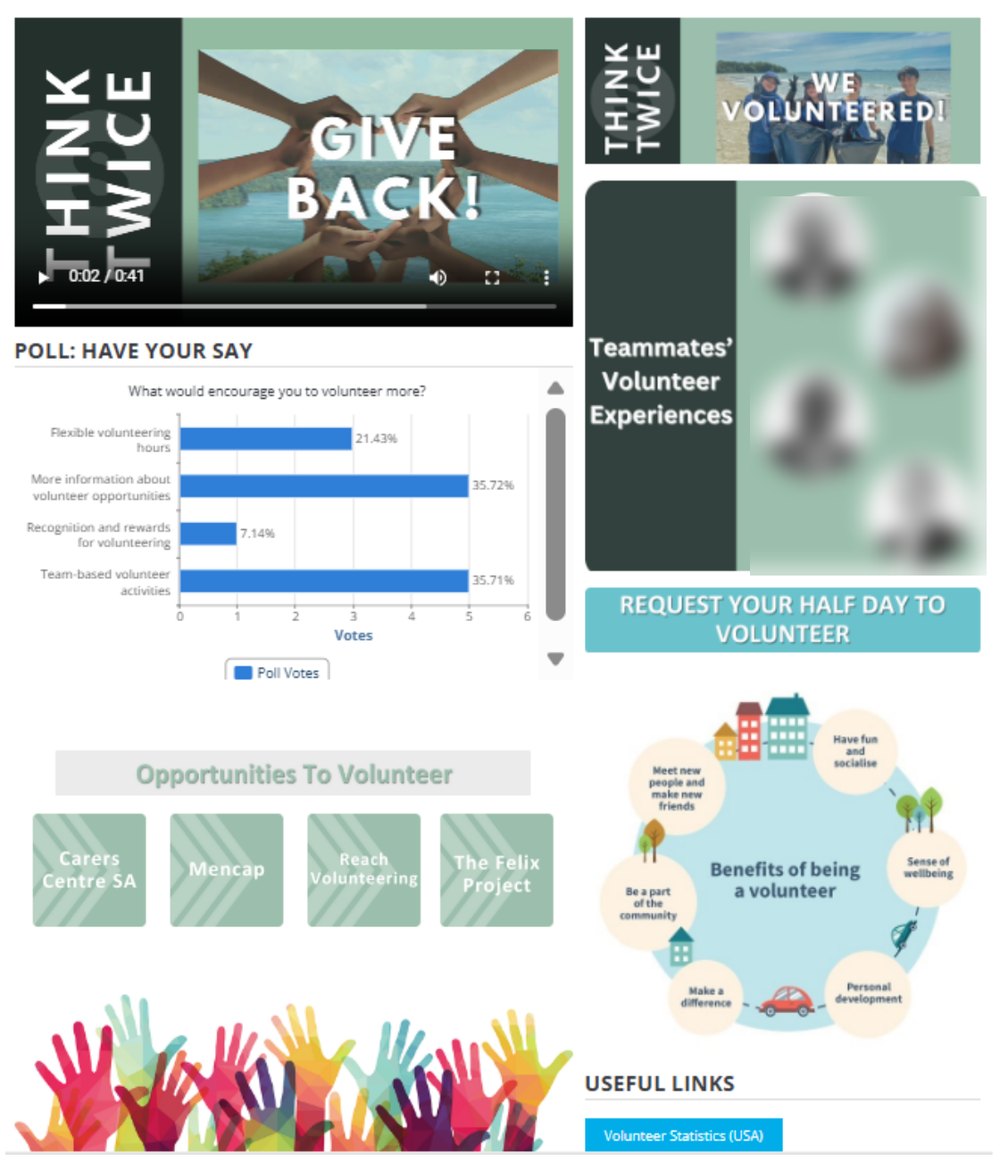 THINK
TWICE
GIVE
BACK!
0:02 / 0:41
THINK
TWICE
WE
VOLUNTEERED!
Teammates'
Volunteer
Experiences
POLL: HAVE YOUR SAY
What would encourage you to volunteer more?
Flexible volunteering
hours
21.43%
More information about
volunteer opportunities
35.72%
Recognition and rewards
for volunteering
7.14%
Team-based volunteer
activities
35.71%
0 1 2 3 4 5 6
Votes
Poll Votes
REQUEST YOUR HALF DAY TO
VOLUNTEER
Opportunities To Volunteer
Carers
Centre SA
Mencap
Reach
Volunteering
The Felix
Project
Benefits of being
a volunteer
Have fun
and
socialise
Sense of
wellbeing
Personal
development
Make a
difference
Be a part
of the
community
Meet new
people and
make new
friends
USEFUL LINKS
Volunteer Statistics (USA)